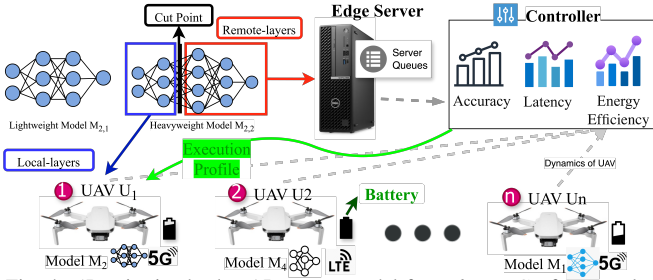 Cut Point
Remote-layers
Edge Server
Controller
Server
Queues
DELL
Accuracy
Latency
Energy
Efficiency
Lightweight Model M2,1
Heavyweight Model M2,2
Local-layers
Execution
Profile
Dynamics of UAV
1 UAV U1
2 UAV U2
Battery
n UAV Un
Model M2
5G
Model M4
LTE
Model M1
5G